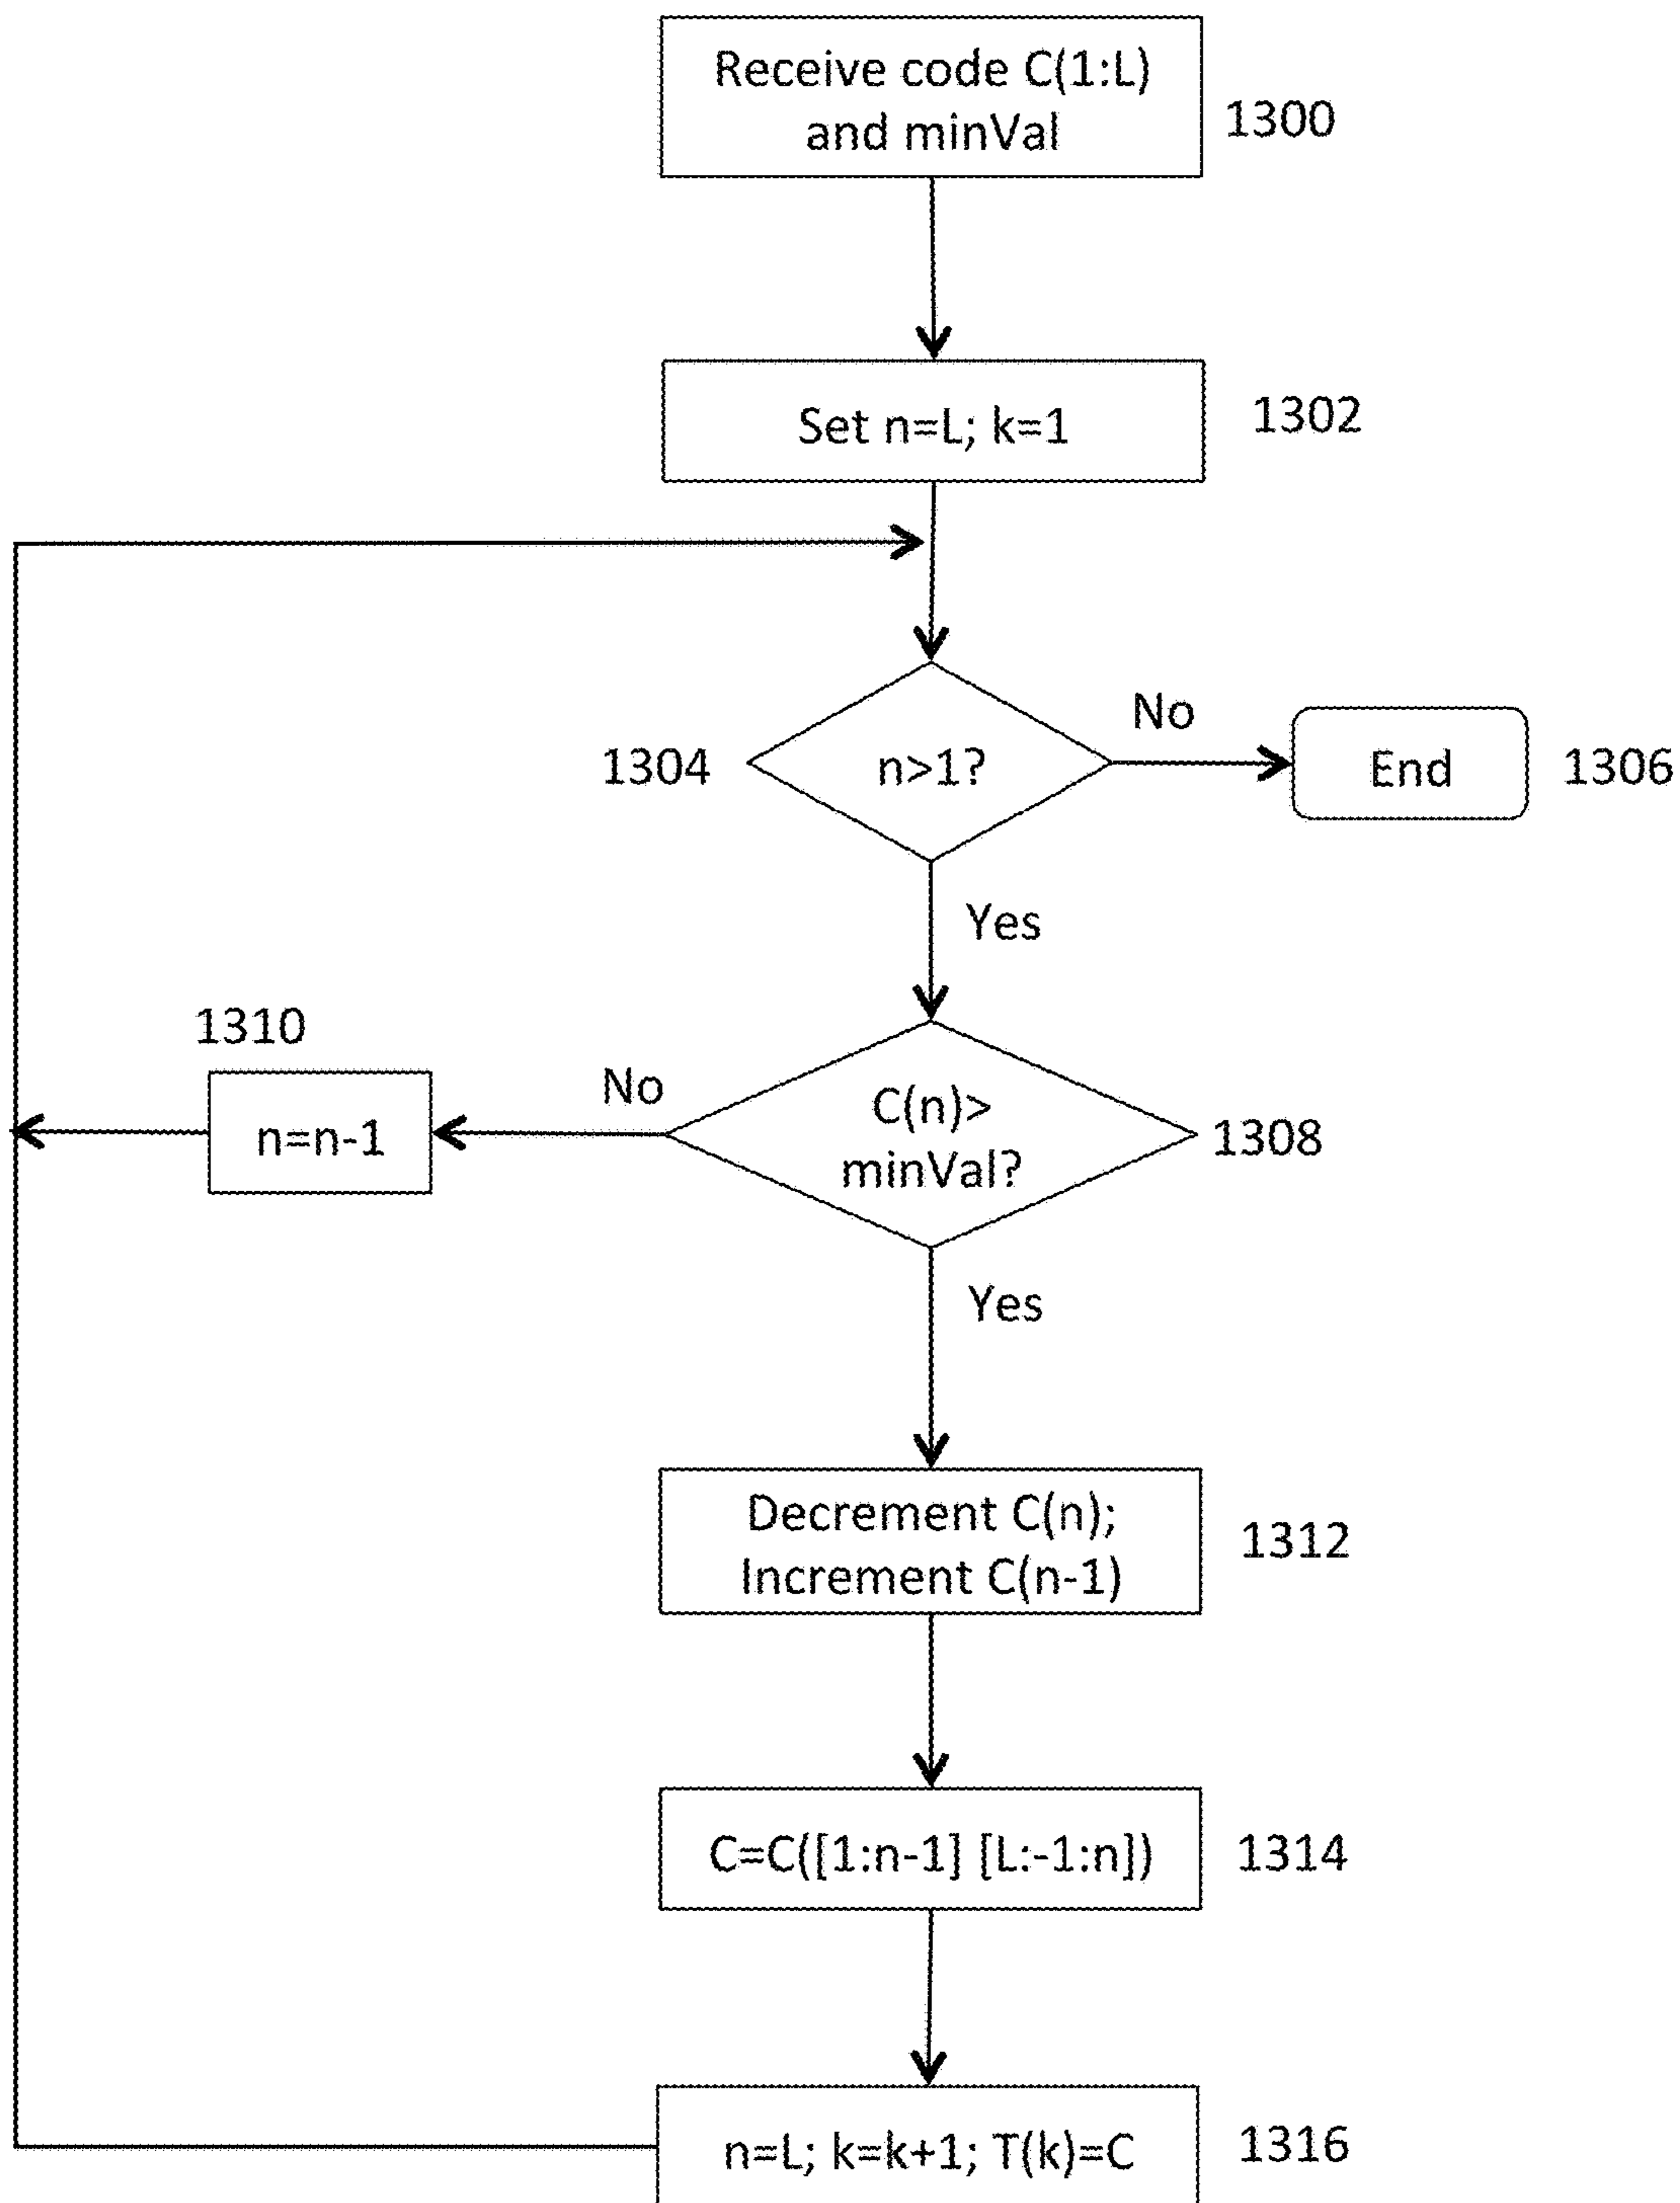 Receive code C(1:L)
and minVal
1300
Set n=L; k=1
1302
1304
n>1?
No
End
1306
Yes
1310
n=n-1
No
C(n)>
minVal?
1308
Yes
Decrement C(n);
Increment C(n-1)
1312
C=C([1:n-1] [L:-1:n])
1314
n=L; k=k+1; T(k)=C
1316